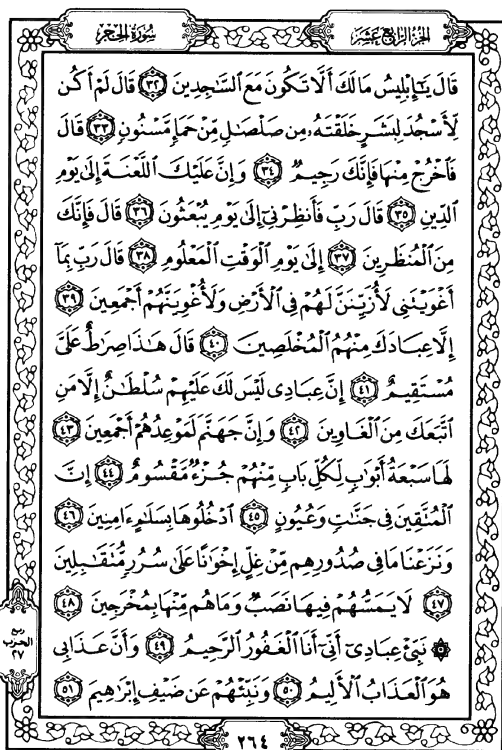 الجزء الرابع عشر
سورة الحجر
قَالَ يَٰٓإِبۡلِيسُ مَا لَكَ أَلَّا تَكُونَ مَعَ ٱلسَّٰجِدِينَ ٣٢ قَالَ لَمۡ أَكُن
لِّأَسۡجُدَ لِبَشَرٍ خَلَقۡتَهُۥ مِن صَلۡصَٰلٖ مِّنۡ حَمَإٖ مَّسۡنُونٖ ٣٣ قَالَ
فَٱخۡرُجۡ مِنۡهَا فَإِنَّكَ رَجِيمٞ ٣٤ وَإِنَّ عَلَيۡكَ ٱللَّعۡنَةَ إِلَىٰ يَوۡمِ
ٱلدِّينِ ٣٥ قَالَ رَبِّ فَأَنظِرۡنِيٓ إِلَىٰ يَوۡمِ يُبۡعَثُونَ ٣٦ قَالَ فَإِنَّكَ
مِنَ ٱلۡمُنظَرِينَ ٣٧ إِلَىٰ يَوۡمِ ٱلۡوَقۡتِ ٱلۡمَعۡلُومِ ٣٨ قَالَ رَبِّ بِمَآ
أَغۡوَيۡتَنِي لَأُزَيِّنَنَّ لَهُمۡ فِي ٱلۡأَرۡضِ وَلَأُغۡوِيَنَّهُمۡ أَجۡمَعِينَ ٣٩
إِلَّا عِبَادَكَ مِنۡهُمُ ٱلۡمُخۡلَصِينَ ٤٠ قَالَ هَٰذَا صِرَٰطٌ عَلَيَّ
مُسۡتَقِيمٌ ٤١ إِنَّ عِبَادِي لَيۡسَ لَكَ عَلَيۡهِمۡ سُلۡطَٰنٌ إِلَّا مَنِ
ٱتَّبَعَكَ مِنَ ٱلۡغَاوِينَ ٤٢ وَإِنَّ جَهَنَّمَ لَمَوۡعِدُهُمۡ أَجۡمَعِينَ ٤٣
لَهَا سَبۡعَةُ أَبۡوَٰبٖ لِّكُلِّ بَابٖ مِّنۡهُمۡ جُزۡءٞ مَّقۡسُومٌ ٤٤ إِنَّ
ٱلۡمُتَّقِينَ فِي جَنَّٰتٖ وَعُيُونٍ ٤٥ ٱدۡخُلُوهَا بِسَلَٰمٍ ءَامِنِينَ ٤٦
وَنَزَعۡنَا مَا فِي صُدُورِهِم مِّنۡ غِلٍّ إِخۡوَٰنًا عَلَىٰ سُرُرٖ مُّتَقَٰبِلِينَ
٤٧ لَا يَمَسُّهُمۡ فِيهَا نَصَبٞ وَمَا هُم مِّنۡهَا بِمُخۡرَجِينَ ٤٨
۞ نَبِّئۡ عِبَادِيٓ أَنِّيٓ أَنَا ٱلۡغَفُورُ ٱلرَّحِيمُ ٤٩ وَأَنَّ عَذَابِي
هُوَ ٱلۡعَذَابُ ٱلۡأَلِيمُ ٥٠ وَنَبِّئۡهُمۡ عَن ضَيۡفِ إِبۡرَٰهِيمَ ٥١
ربع
الحزب
٢٧
٢٦٤